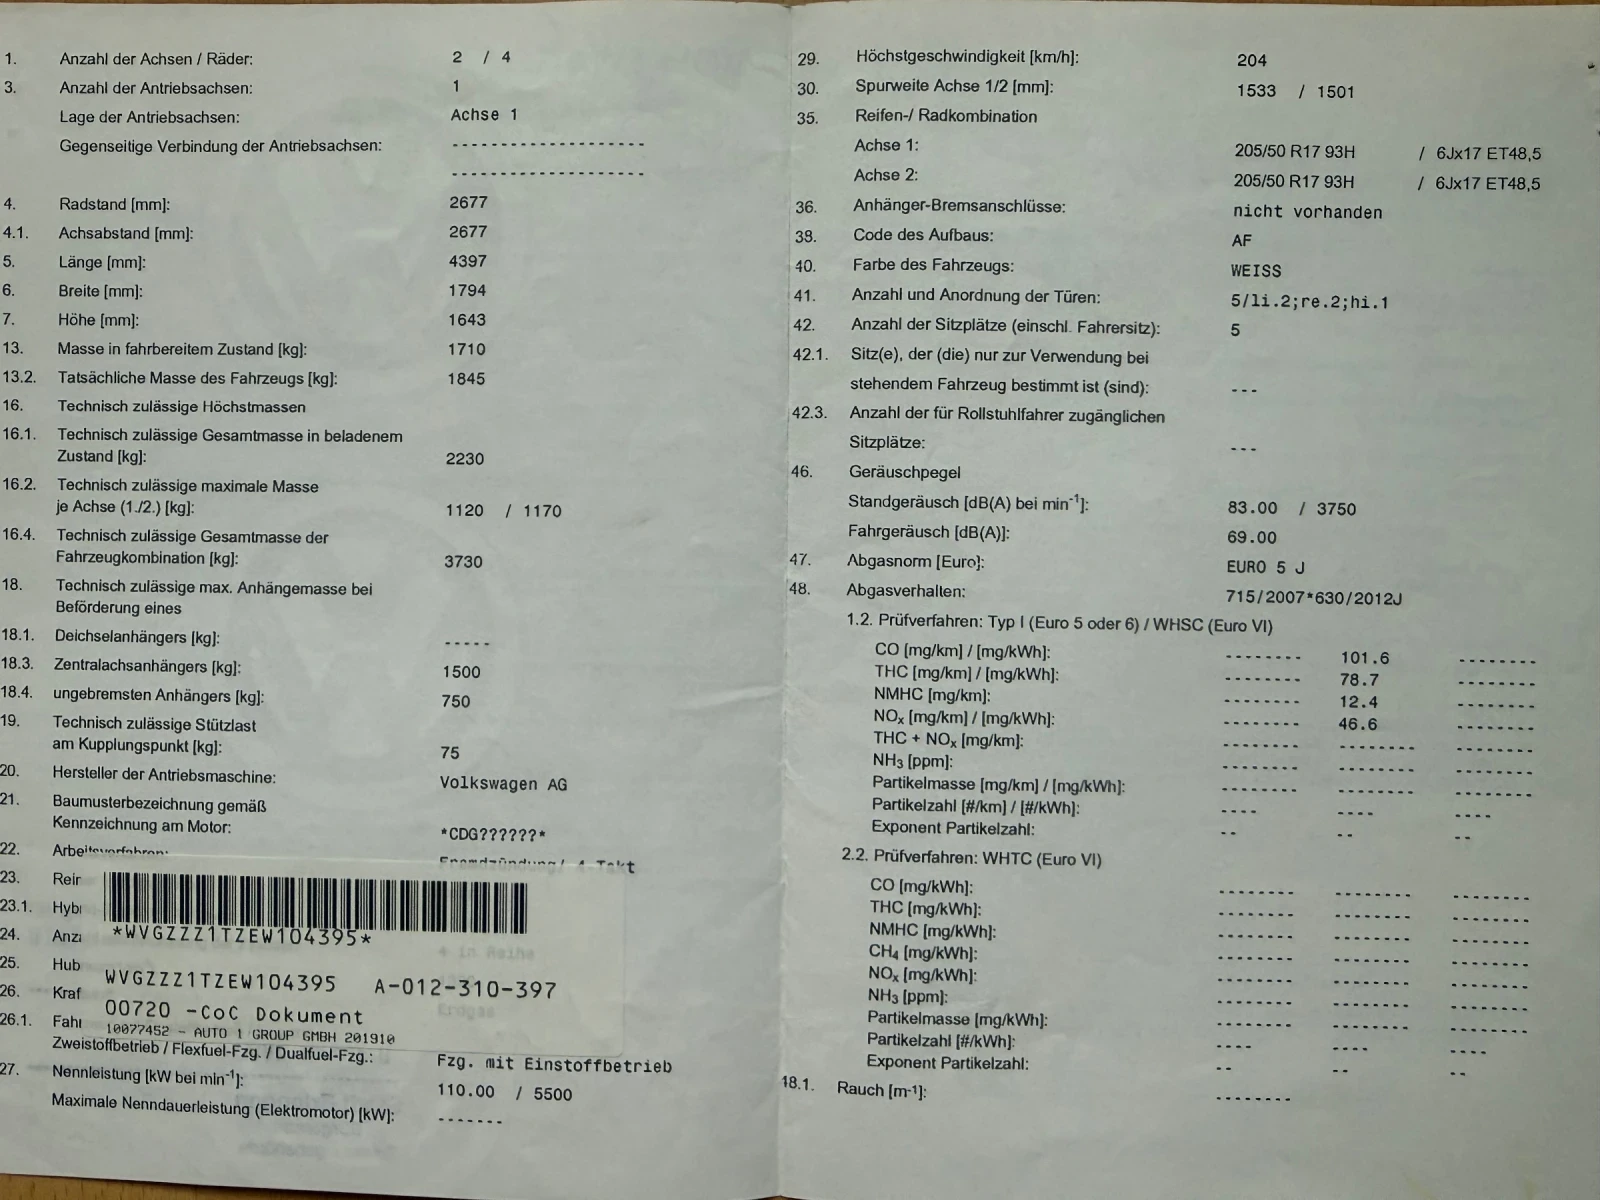 1. Anzahl der Achsen / Räder: 2 / 4
3. Anzahl der Antriebsachsen: 1
Lage der Antriebsachsen: Achse 1
Gegenseitige Verbindung der Antriebsachsen: --------------------
--------------------
4. Radstand [mm]: 2677
4.1. Achsabstand [mm]: 2677
5. Länge [mm]: 4397
6. Breite [mm]: 1794
7. Höhe [mm]: 1643
13. Masse in fahrbereitem Zustand [kg]: 1710
13.2. Tatsächliche Masse des Fahrzeugs [kg]: 1845
16. Technisch zulässige Höchstmassen
16.1. Technisch zulässige Gesamtmasse in beladenem
Zustand [kg]: 2230
16.2. Technisch zulässige maximale Masse
je Achse (1./2.) [kg]: 1120 / 1170
16.4. Technisch zulässige Gesamtmasse der
Fahrzeugkombination [kg]: 3730
18. Technisch zulässige max. Anhängemasse bei
Beförderung eines
18.1. Deichselanhängers [kg]: -----
18.3. Zentralachsanhängers [kg]: 1500
18.4. ungebremsten Anhängers [kg]: 750
19. Technisch zulässige Stützlast
am Kupplungspunkt [kg]: 75
20. Hersteller der Antriebsmaschine: Volkswagen AG
21. Baumusterbezeichnung gemäß
Kennzeichnung am Motor: *CDG??????*
22. Arbeitsverfahren: Fremdzündung/ 4-Takt
23. Rein
23.1. Hybr
24. Anza
4 in Reihe
25. Hub
26. Kraf
Erdgas
26.1. Fahr
*WVGZZZ1TZEW104395*
WVGZZZ1TZEW104395 A-012-310-397
00720 -CoC Dokument
10077452 - AUTO 1 GROUP GMBH 201910
Zweistoffbetrieb / Flexfuel-Fzg. / Dualfuel-Fzg.: Fzg. mit Einstoffbetrieb
27. Nennleistung [kW bei min-1]: 110.00 / 5500
Maximale Nenndauerleistung (Elektromotor) [kW]: -------
29. Höchstgeschwindigkeit [km/h]: 204
30. Spurweite Achse 1/2 [mm]: 1533 / 1501
35. Reifen-/ Radkombination
Achse 1: 205/50 R17 93H / 6Jx17 ET48,5
Achse 2: 205/50 R17 93H / 6Jx17 ET48,5
36. Anhänger-Bremsanschlüsse: nicht vorhanden
38. Code des Aufbaus: AF
40. Farbe des Fahrzeugs: WEISS
41. Anzahl und Anordnung der Türen: 5/li.2;re.2;hi.1
42. Anzahl der Sitzplätze (einschl. Fahrersitz): 5
42.1. Sitz(e), der (die) nur zur Verwendung bei
stehendem Fahrzeug bestimmt ist (sind): ---
42.3. Anzahl der für Rollstuhlfahrer zugänglichen
Sitzplätze: ---
46. Geräuschpegel
Standgeräusch [dB(A) bei min-1]: 83.00 / 3750
Fahrgeräusch [dB(A)]: 69.00
47. Abgasnorm [Euro]: EURO 5 J
48. Abgasverhalten: 715/2007*630/2012J
1.2. Prüfverfahren: Typ I (Euro 5 oder 6) / WHSC (Euro VI)
CO [mg/km] / [mg/kWh]: -------- 101.6 --------
THC [mg/km] / [mg/kWh]: -------- 78.7 --------
NMHC [mg/km]: -------- 12.4 --------
NOx [mg/km] / [mg/kWh]: -------- 46.6 --------
THC + NOx [mg/km]: -------- -------- --------
NH3 [ppm]: -------- -------- --------
Partikelmasse [mg/km] / [mg/kWh]: -------- -------- --------
Partikelzahl [#/km] / [#/kWh]: ---- ---- ----
Exponent Partikelzahl: -- -- --
2.2. Prüfverfahren: WHTC (Euro VI)
CO [mg/kWh]: -------- -------- --------
THC [mg/kWh]: -------- -------- --------
NMHC [mg/kWh]: -------- -------- --------
CH4 [mg/kWh]: -------- -------- --------
NOx [mg/kWh]: -------- -------- --------
NH3 [ppm]: -------- -------- --------
Partikelmasse [mg/kWh]: -------- -------- --------
Partikelzahl [#/kWh]: ---- ---- ----
Exponent Partikelzahl: -- -- --
18.1. Rauch [m-1]: --------